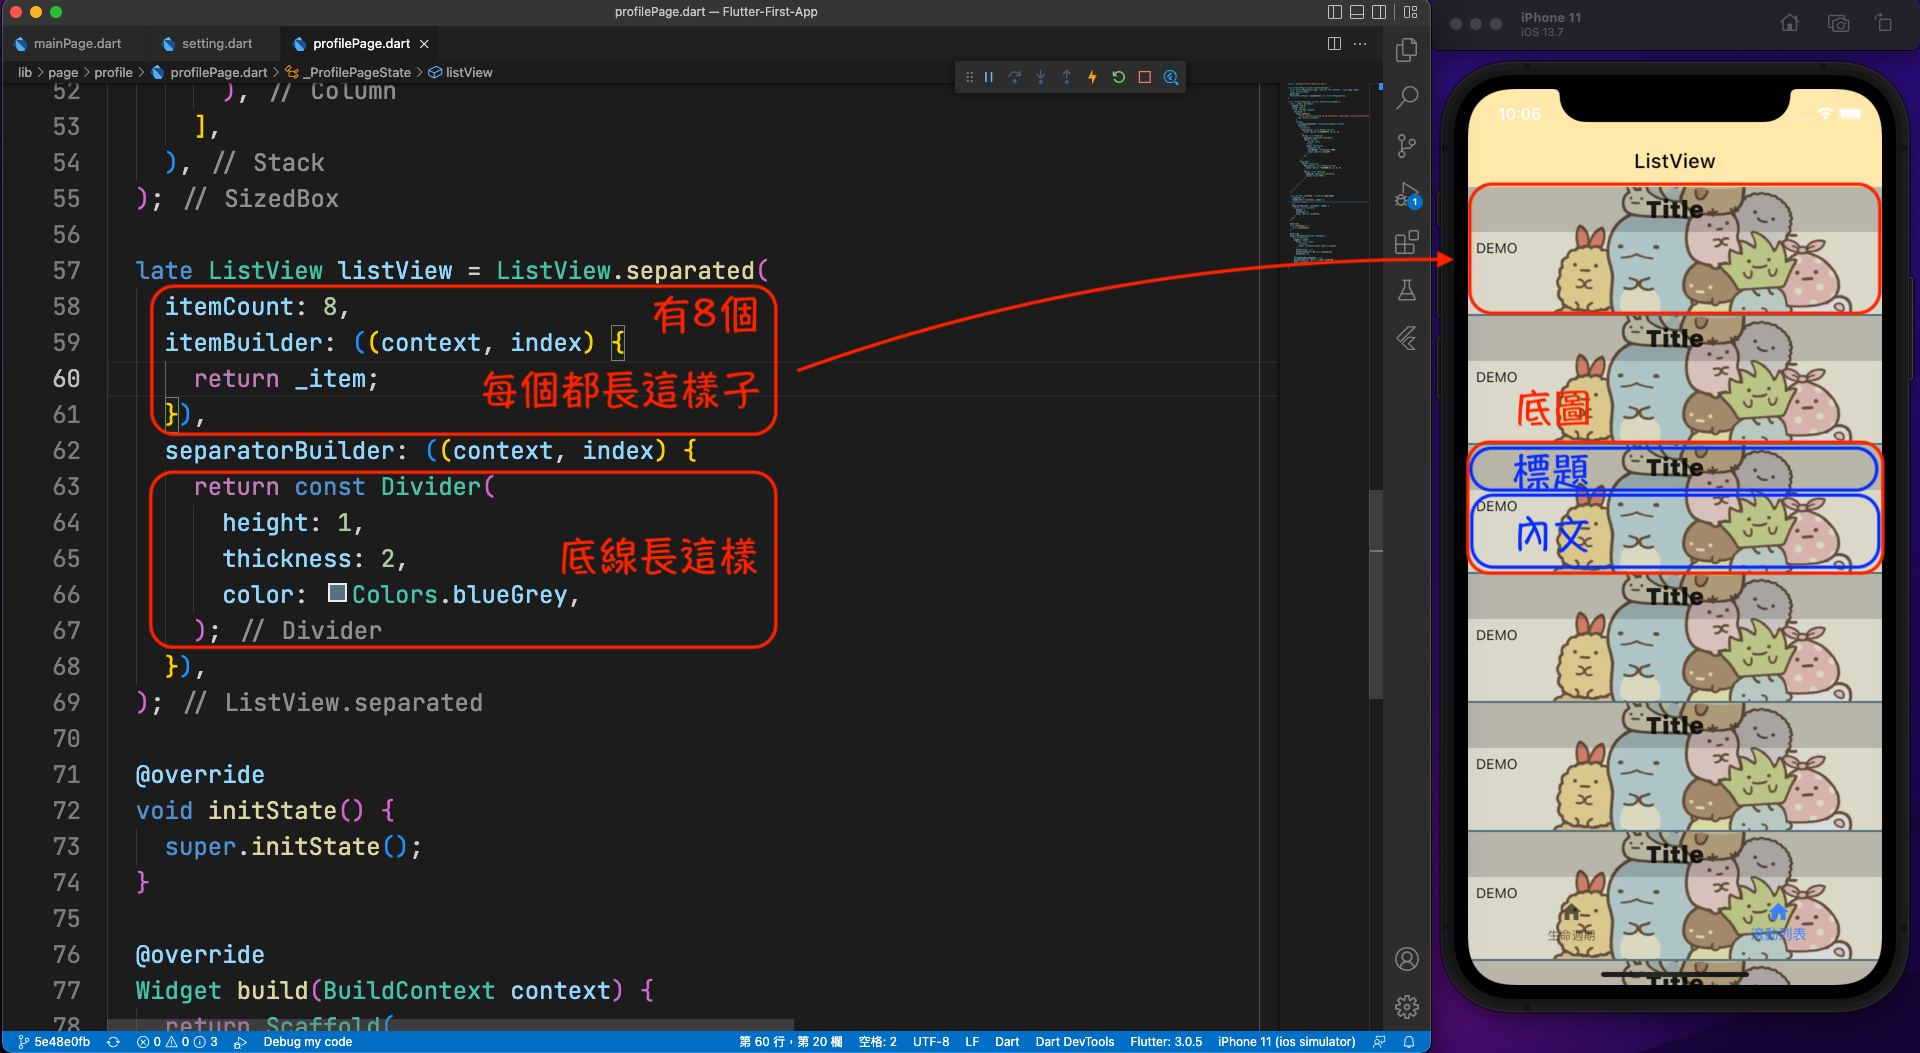 profilePage.dart — Flutter-First-App
mainPage.dart
setting.dart
profilePage.dart
lib > page > profile > profilePage.dart > _ProfilePageState > listView
52 ), // Column
53 ],
54 ), // Stack
55 ); // SizedBox
56
57 late ListView listView = ListView.separated(
58 itemCount: 8,
有8個
59 itemBuilder: ((context, index) {
60 return _item;
每個都長這樣子
61 }),
62 separatorBuilder: ((context, index) {
63 return const Divider(
64 height: 1,
65 thickness: 2,
底線長這樣
66 color: Colors.blueGrey,
67 ); // Divider
68 }),
69 ); // ListView.separated
70
71 @override
72 void initState() {
73 super.initState();
74 }
75
76 @override
77 Widget build(BuildContext context) {
78 return Scaffold(
1
5e48e0fb
0 0 3
Debug my code
第 60 行，第 20 欄
空格: 2
UTF-8
LF
Dart
Dart DevTools
Flutter: 3.0.5
iPhone 11 (ios simulator)
iPhone 11
iOS 13.7
10:06
ListView
Title
DEMO
Title
DEMO
底圖
標題
Title
DEMO
內文
Title
DEMO
Title
DEMO
Title
DEMO
生命週期
滾動列表
Title